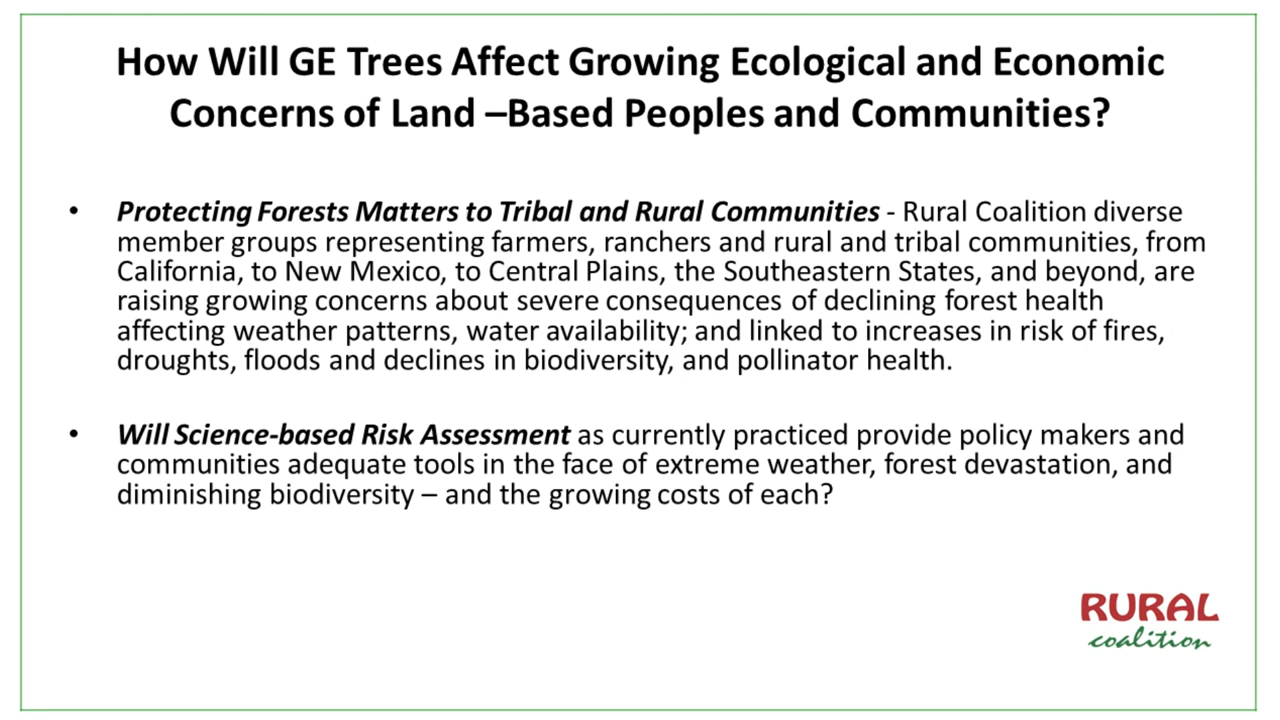 How Will GE Trees Affect Growing Ecological and Economic
Concerns of Land –Based Peoples and Communities?
• Protecting Forests Matters to Tribal and Rural Communities - Rural Coalition diverse
member groups representing farmers, ranchers and rural and tribal communities, from
California, to New Mexico, to Central Plains, the Southeastern States, and beyond, are
raising growing concerns about severe consequences of declining forest health
affecting weather patterns, water availability; and linked to increases in risk of fires,
droughts, floods and declines in biodiversity, and pollinator health.
• Will Science-based Risk Assessment as currently practiced provide policy makers and
communities adequate tools in the face of extreme weather, forest devastation, and
diminishing biodiversity – and the growing costs of each?
RURAL
coalition